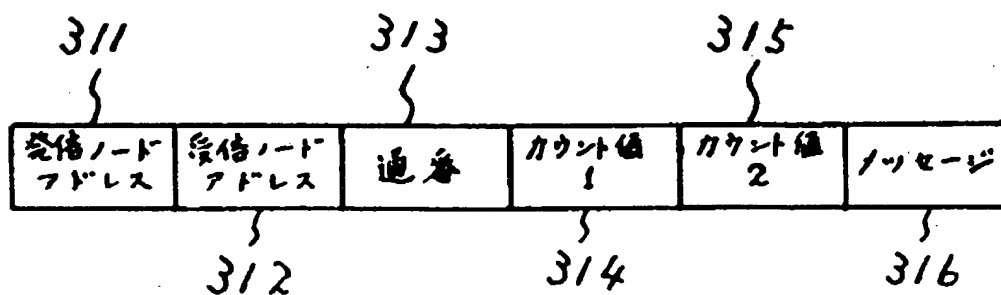 311
313
315
発信ノード
アドレス
受信ノード
アドレス
通番
カウント値
1
カウント値
2
メッセージ
312
314
316